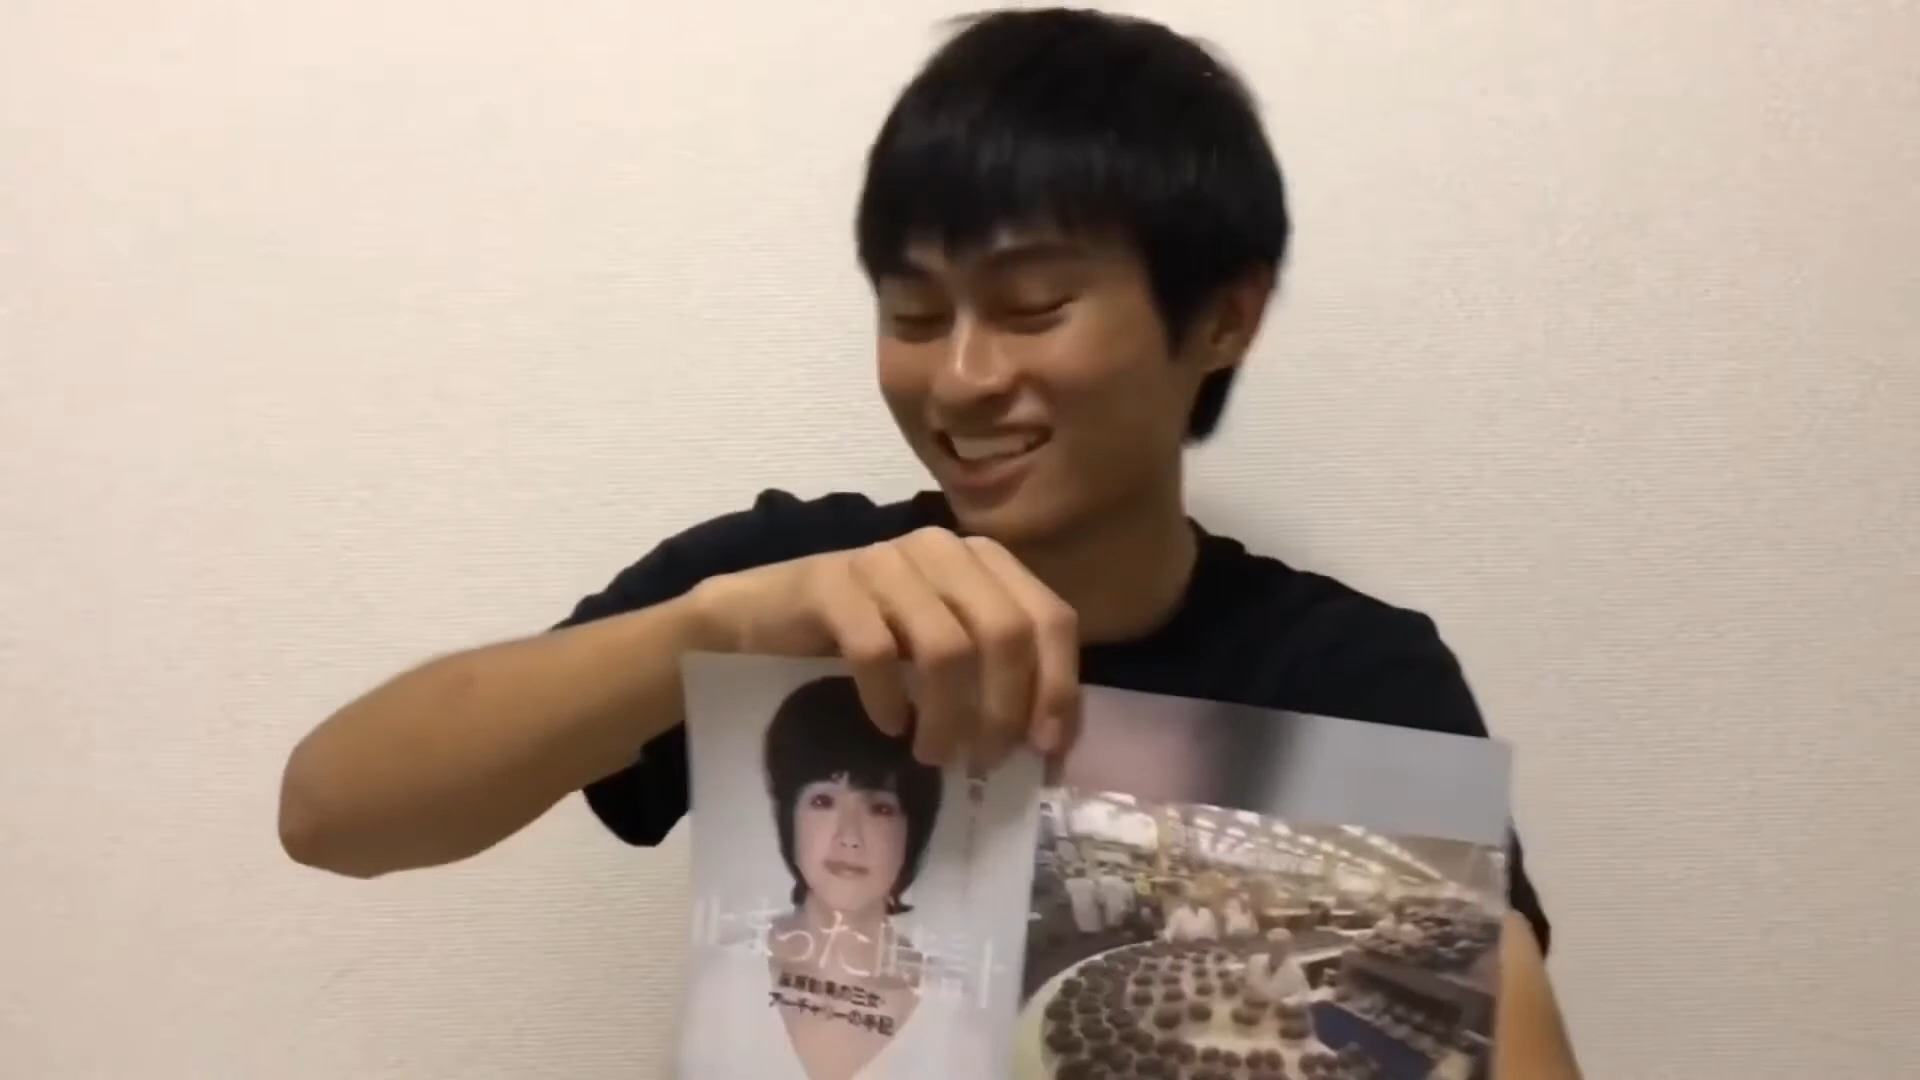 止まった時計
麻原彰晃の三女・
アーチャリーの手記